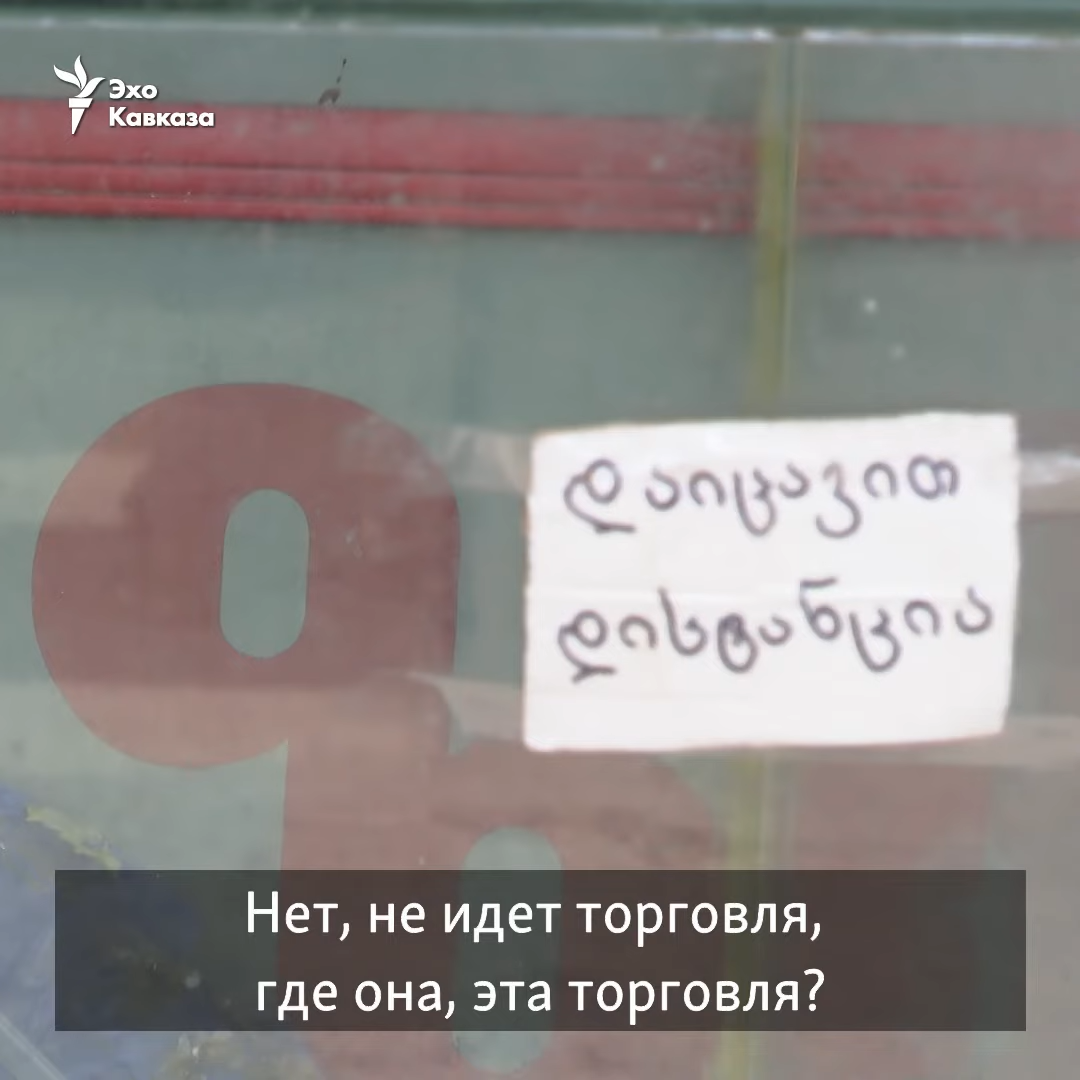 Эхо
Кавказа
დაიცავით
დისტანცია
Нет, не идет торговля,
где она, эта торговля?